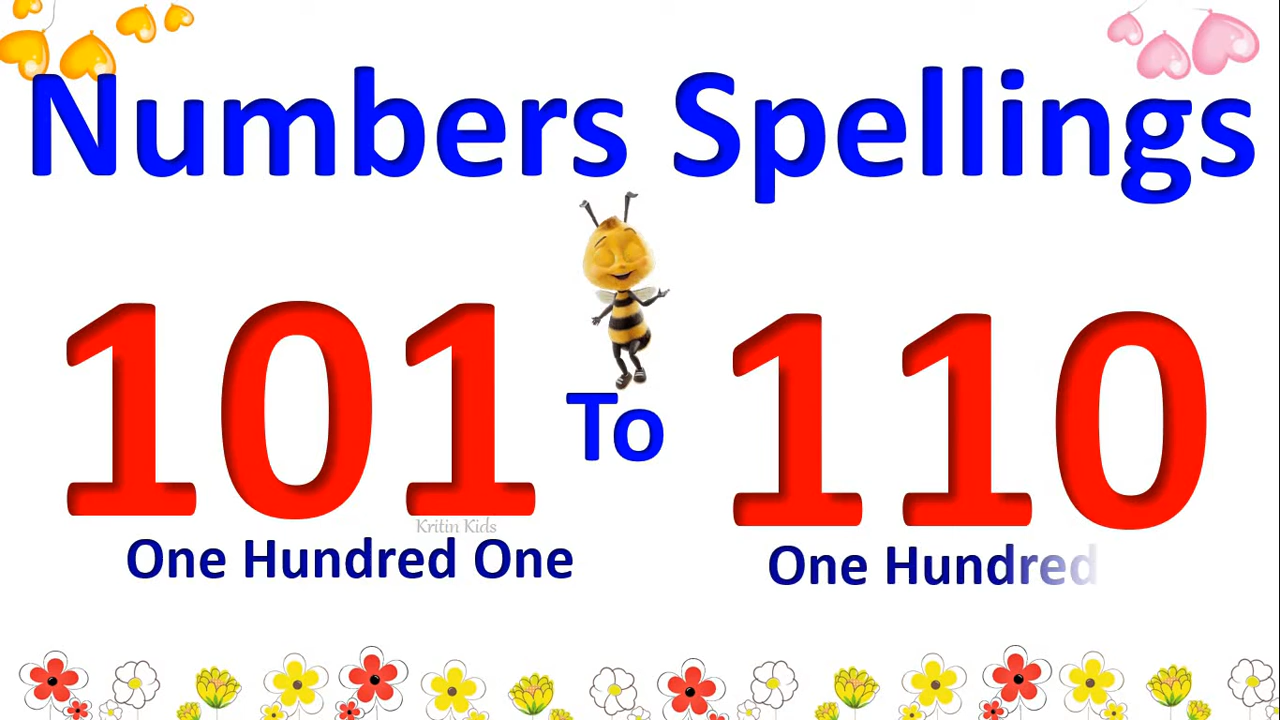 Numbers Spellings
101 To 110
Kritin Kids
One Hundred One
One Hundred